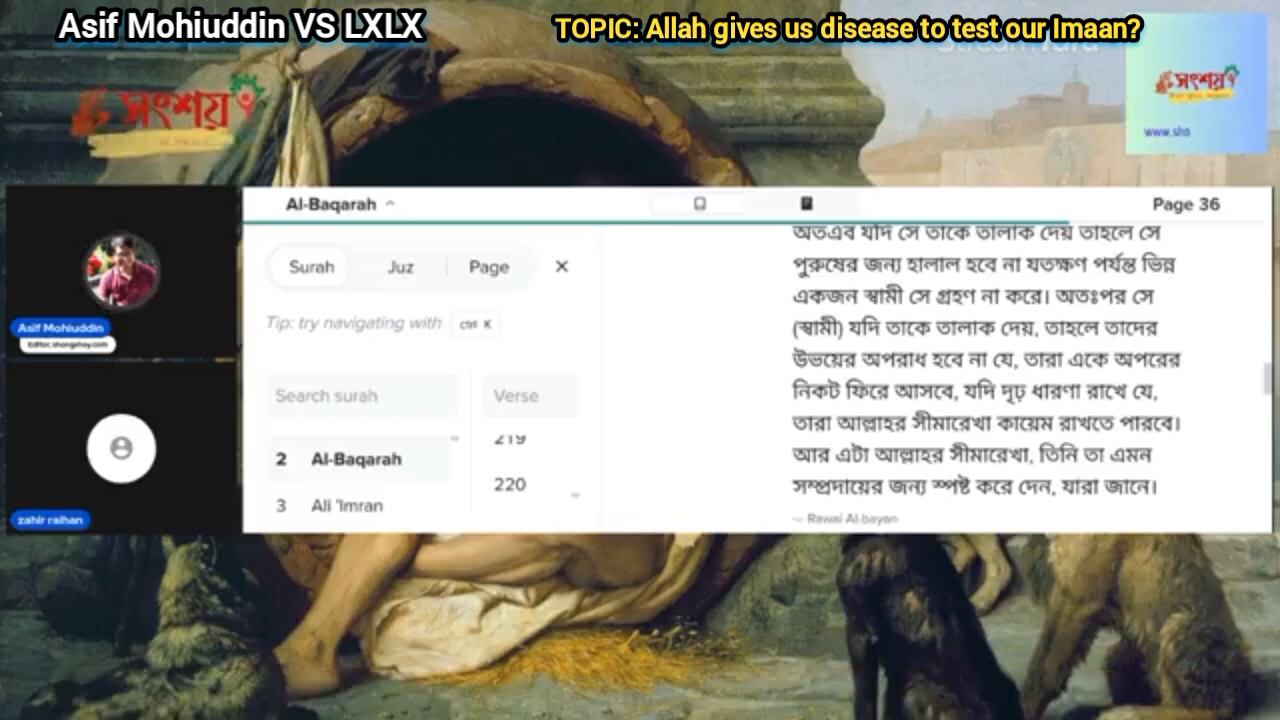 Asif Mohiuddin VS LXLX
TOPIC: Allah gives us disease to test our Imaan?
সংশয়
সংশয়
www.sha
Al-Baqarah
Page 36
Surah
Juz
Page
Tip: try navigating with ctrl K
Search surah
Verse
219
2 Al-Baqarah
220
3 Ali 'Imran
অতএব যদি সে তাকে তালাক দেয় তাহলে সে
পুরুষের জন্য হালাল হবে না যতক্ষণ পর্যন্ত ভিন্ন
একজন স্বামী সে গ্রহণ না করে। অতঃপর সে
(স্বামী) যদি তাকে তালাক দেয়, তাহলে তাদের
উভয়ের অপরাধ হবে না যে, তারা একে অপরের
নিকট ফিরে আসবে, যদি দৃঢ় ধারণা রাখে যে,
তারা আল্লাহর সীমারেখা কায়েম রাখতে পারবে।
আর এটা আল্লাহর সীমারেখা, তিনি তা এমন
সম্প্রদায়ের জন্য স্পষ্ট করে দেন, যারা জানে।
— Rawai Al-bayan
Asif Mohiuddin
Editor, shongshoy.com
zahir raihan